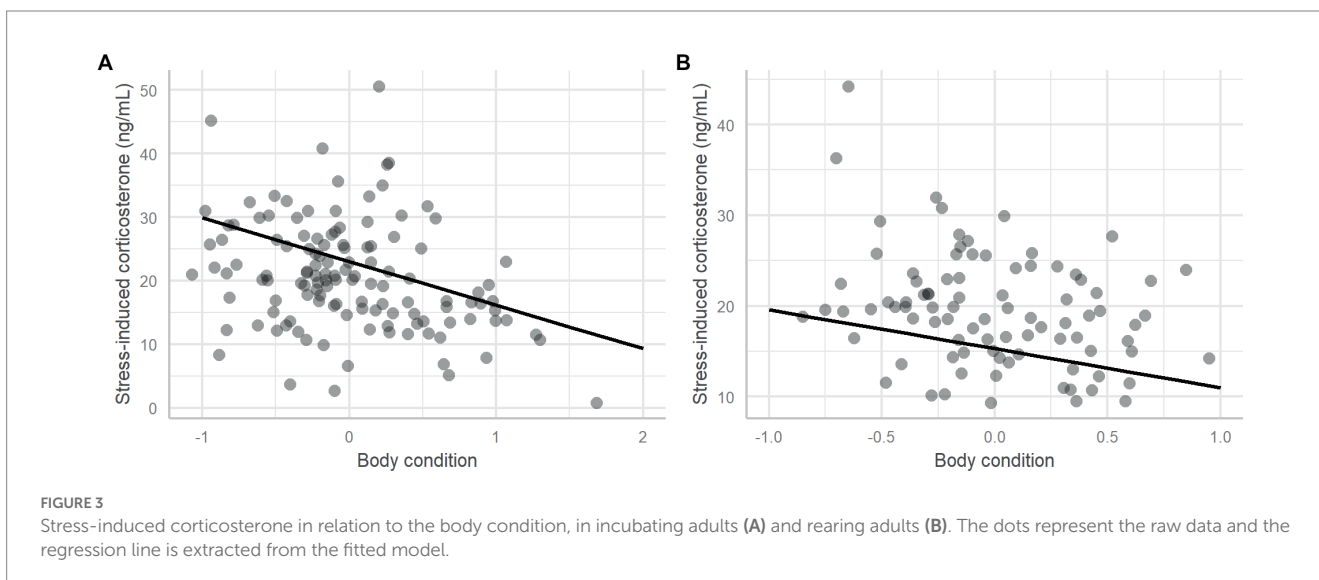 A
B
Stress-induced corticosterone (ng/mL)
50
40
30
20
10
0
-1
0
1
2
Body condition
Stress-induced corticosterone (ng/mL)
40
30
20
10
-1.0
-0.5
0.0
0.5
1.0
Body condition
FIGURE 3
Stress-induced corticosterone in relation to the body condition, in incubating adults (A) and rearing adults (B). The dots represent the raw data and the
regression line is extracted from the fitted model.